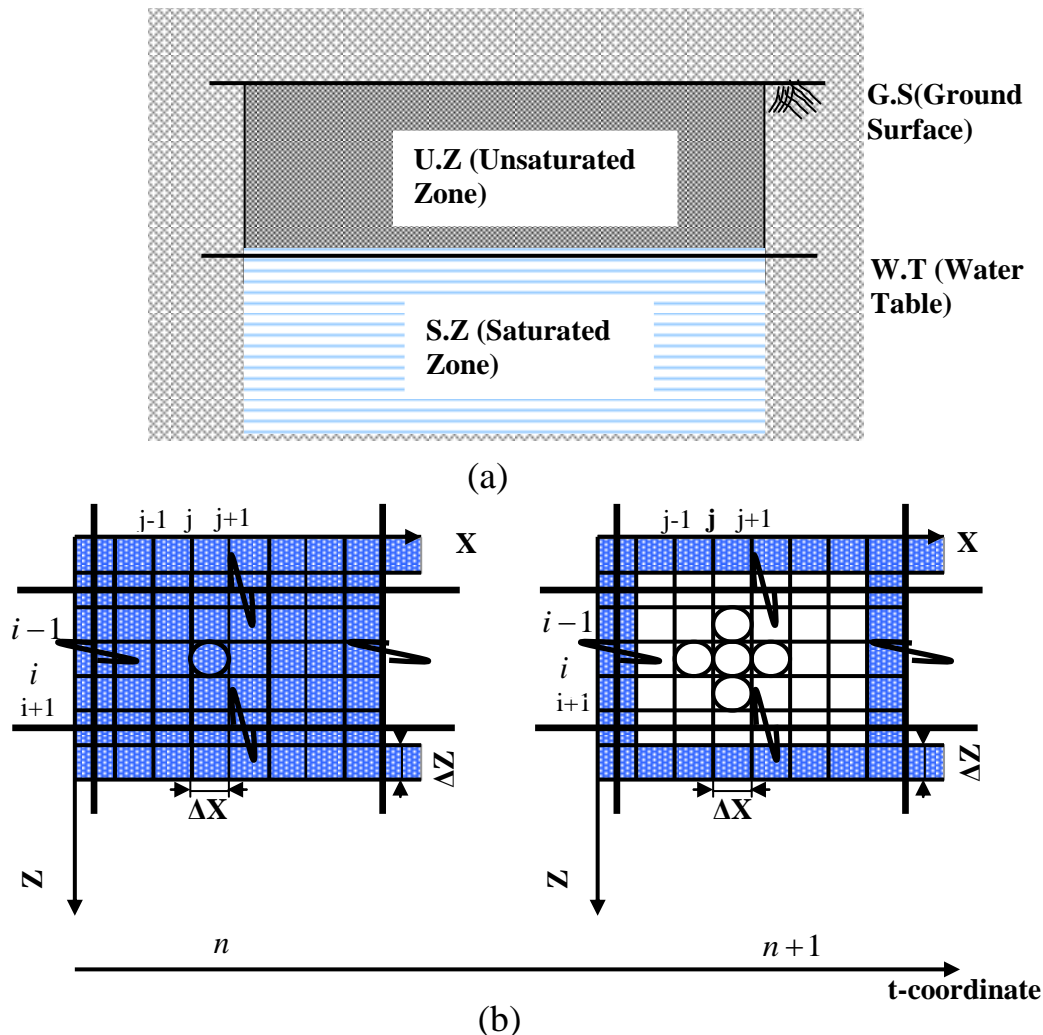 G.S(Ground
Surface)
U.Z (Unsaturated
Zone)
W.T (Water
Table)
S.Z (Saturated
Zone)
(a)
j-1 j j+1
X
i-1
i
i+1
ΔX
ΔZ
Z
n
j-1 j j+1
X
i-1
i
i+i
ΔX
ΔZ
Z
n+1
t-coordinate
(b)